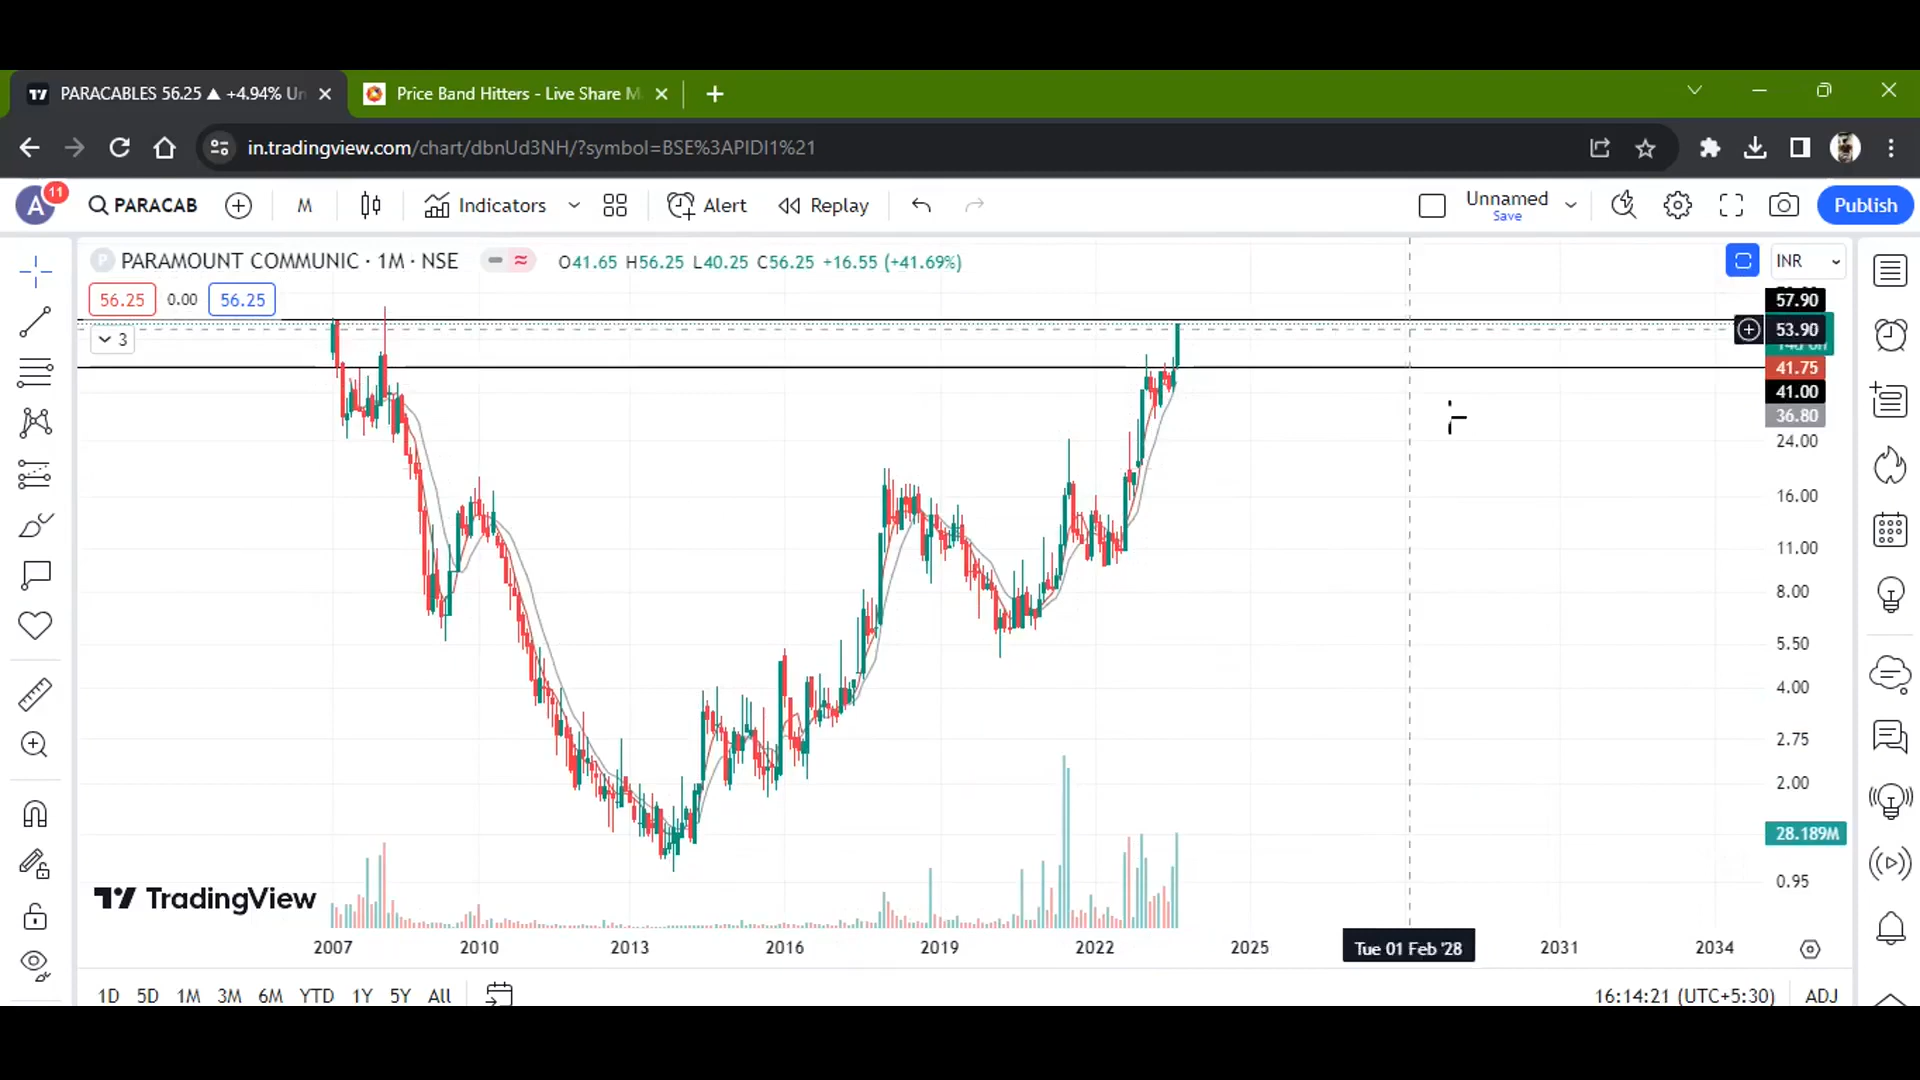 PARACABLES 56.25 ▲ +4.94% Un
Price Band Hitters - Live Share M
in.tradingview.com/chart/dbnUd3NH/?symbol=BSE%3APIDI1%21
A
11
PARACAB
M
Indicators
Alert
Replay
Unnamed
Save
Publish
P PARAMOUNT COMMUNIC · 1M · NSE
O41.65 H56.25 L40.25 C56.25 +16.55 (+41.69%)
INR
56.25 0.00 56.25
3
57.90
53.90
41.75
41.00
36.80
24.00
16.00
11.00
8.00
5.50
4.00
2.75
2.00
28.189M
0.95
TradingView
2007 2010 2013 2016 2019 2022 2025 Tue 01 Feb '28 2031 2034
1D 5D 1M 3M 6M YTD 1Y 5Y All
16:14:21 (UTC+5:30) ADJ